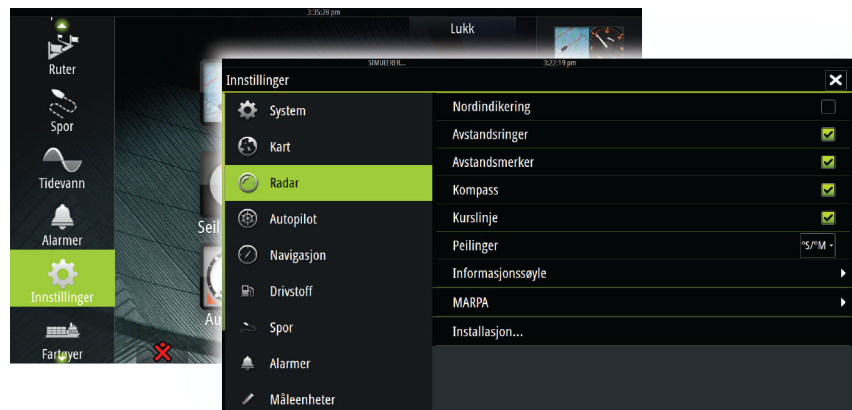 3:35:28 pm
Lukk
Ruter
Spor
Tidevann
Alarmer
Innstillinger
Fartøyer
Seil
Au
SIMULERER...
3:22:19 pm
Innstillinger
System
Kart
Radar
Autopilot
Navigasjon
Drivstoff
Spor
Alarmer
Måleenheter
Nordindikering
Avstandsringer
Avstandsmerker
Kompass
Kurslinje
Peilinger
°S/°M
Informasjonssøyle
MARPA
Installasjon...